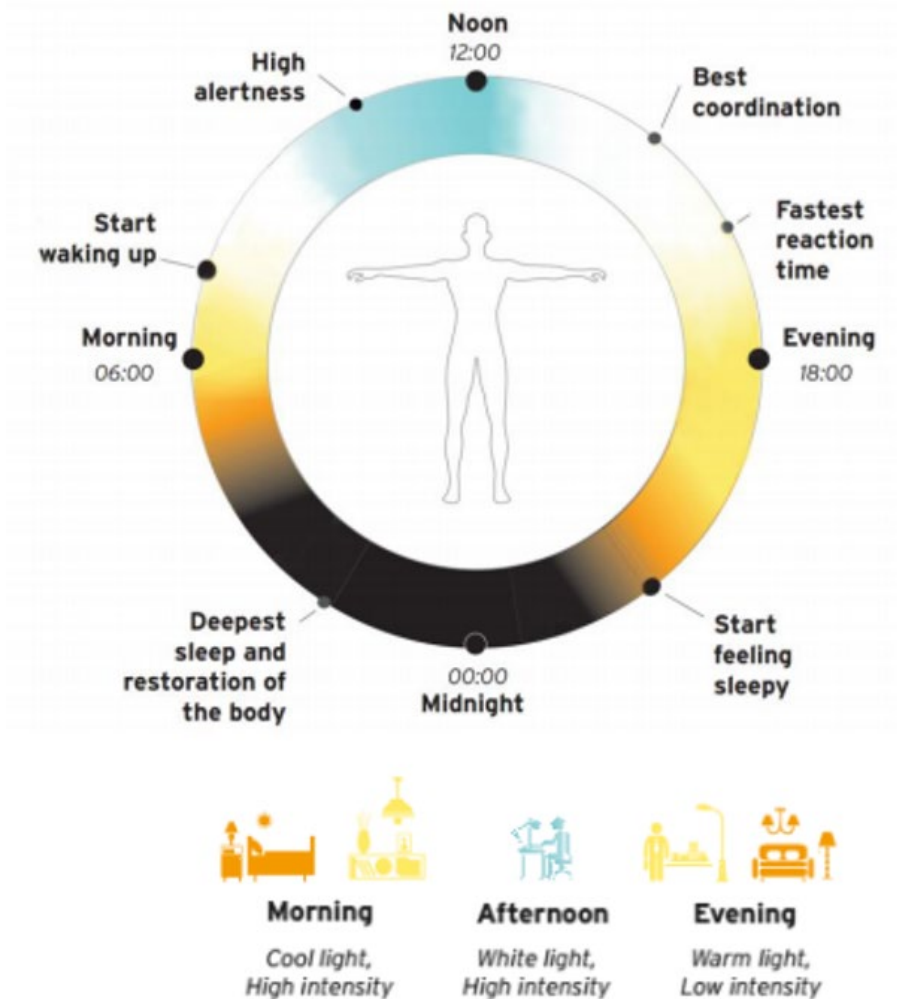 Noon
12:00
High
alertness
Best
coordination
Start
waking up
Fastest
reaction
time
Morning
06:00
Evening
18:00
Deepest
sleep and
restoration of
the body
00:00
Midnight
Start
feeling
sleepy
Morning
Cool light,
High intensity
Afternoon
White light,
High intensity
Evening
Warm light,
Low intensity